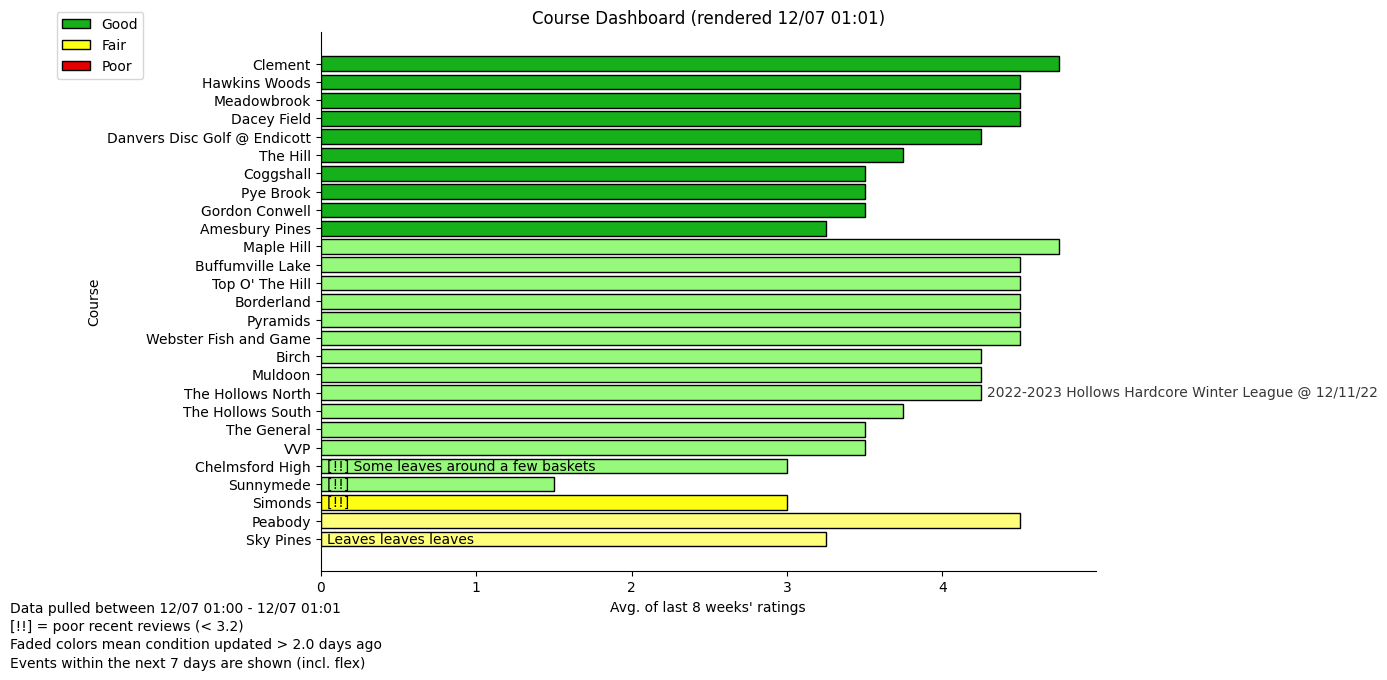 Course Dashboard (rendered 12/07 01:01)
Good
Fair
Poor
Course
Clement
Hawkins Woods
Meadowbrook
Dacey Field
Danvers Disc Golf @ Endicott
The Hill
Coggshall
Pye Brook
Gordon Conwell
Amesbury Pines
Maple Hill
Buffumville Lake
Top O' The Hill
Borderland
Pyramids
Webster Fish and Game
Birch
Muldoon
The Hollows North 2022-2023 Hollows Hardcore Winter League @ 12/11/22
The Hollows South
The General
VVP
Chelmsford High [!!] Some leaves around a few baskets
Sunnymede [!!]
Simonds [!!]
Peabody
Sky Pines Leaves leaves leaves
0 1 2 3 4
Avg. of last 8 weeks' ratings
Data pulled between 12/07 01:00 - 12/07 01:01
[!!] = poor recent reviews (< 3.2)
Faded colors mean condition updated > 2.0 days ago
Events within the next 7 days are shown (incl. flex)